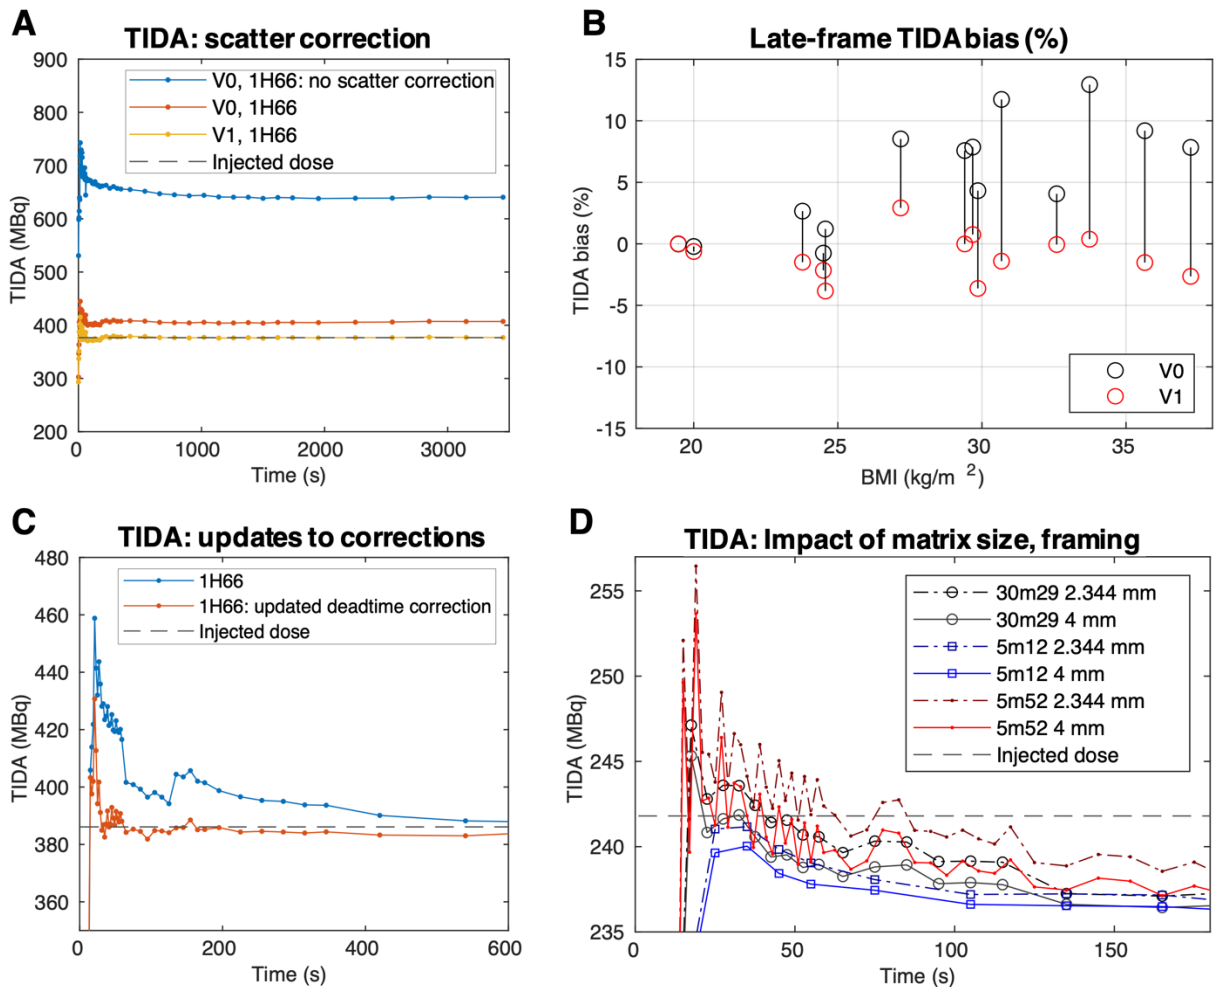 A
TIDA: scatter correction
900
800
700
600
500
400
300
200
TIDA (MBq)
V0, 1H66: no scatter correction
V0, 1H66
V1, 1H66
Injected dose
0
1000
2000
3000
Time (s)
B
Late-frame TIDA bias (%)
15
10
5
0
-5
-10
-15
TIDA bias (%)
V0
V1
20
25
30
35
BMI (kg/m 2)
C
TIDA: updates to corrections
480
460
440
420
400
380
360
TIDA (MBq)
1H66
1H66: updated deadtime correction
Injected dose
0
200
400
600
Time (s)
D
TIDA: Impact of matrix size, framing
255
250
245
240
235
TIDA (MBq)
30m29 2.344 mm
30m29 4 mm
5m12 2.344 mm
5m12 4 mm
5m52 2.344 mm
5m52 4 mm
Injected dose
0
50
100
150
Time (s)